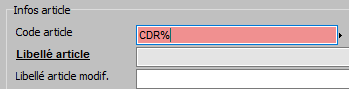 Infos article
Code article CDR%
Libellé article
Libellé article modif.